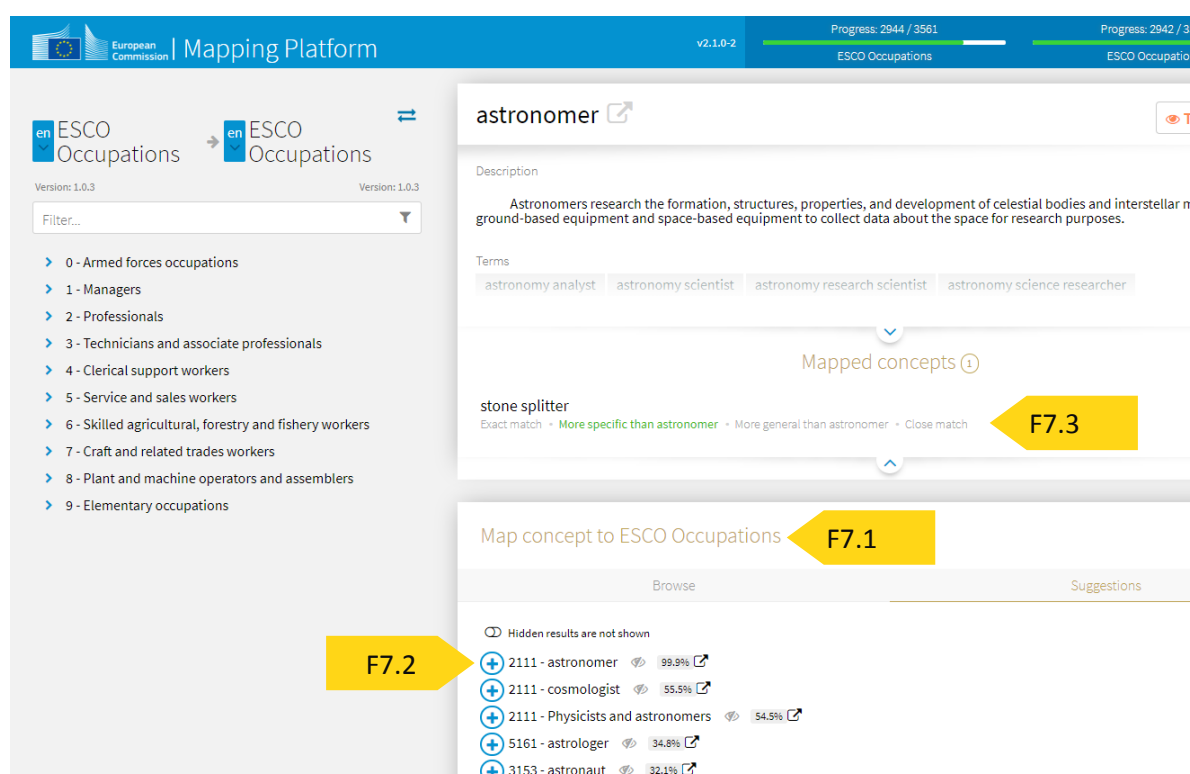 European
Commission
Mapping Platform
v2.1.0-2
Progress: 2944 / 3561
ESCO Occupations
Progress: 2942 / 3
ESCO Occupatio
en ESCO Occupations
en ESCO Occupations
Version: 1.0.3
Version: 1.0.3
Filter...
0 - Armed forces occupations
1 - Managers
2 - Professionals
3 - Technicians and associate professionals
4 - Clerical support workers
5 - Service and sales workers
6 - Skilled agricultural, forestry and fishery workers
7 - Craft and related trades workers
8 - Plant and machine operators and assemblers
9 - Elementary occupations
astronomer
T
Description
Astronomers research the formation, structures, properties, and development of celestial bodies and interstellar m
ground-based equipment and space-based equipment to collect data about the space for research purposes.
Terms
astronomy analyst astronomy scientist astronomy research scientist astronomy science researcher
Mapped concepts 1
stone splitter
Exact match • More specific than astronomer • More general than astronomer • Close match
F7.3
Map concept to ESCO Occupations
F7.1
Browse
Suggestions
Hidden results are not shown
F7.2
2111 - astronomer 99.9%
2111 - cosmologist 55.5%
2111 - Physicists and astronomers 54.5%
5161 - astrologer 34.8%
3153 - astronaut 32.1%